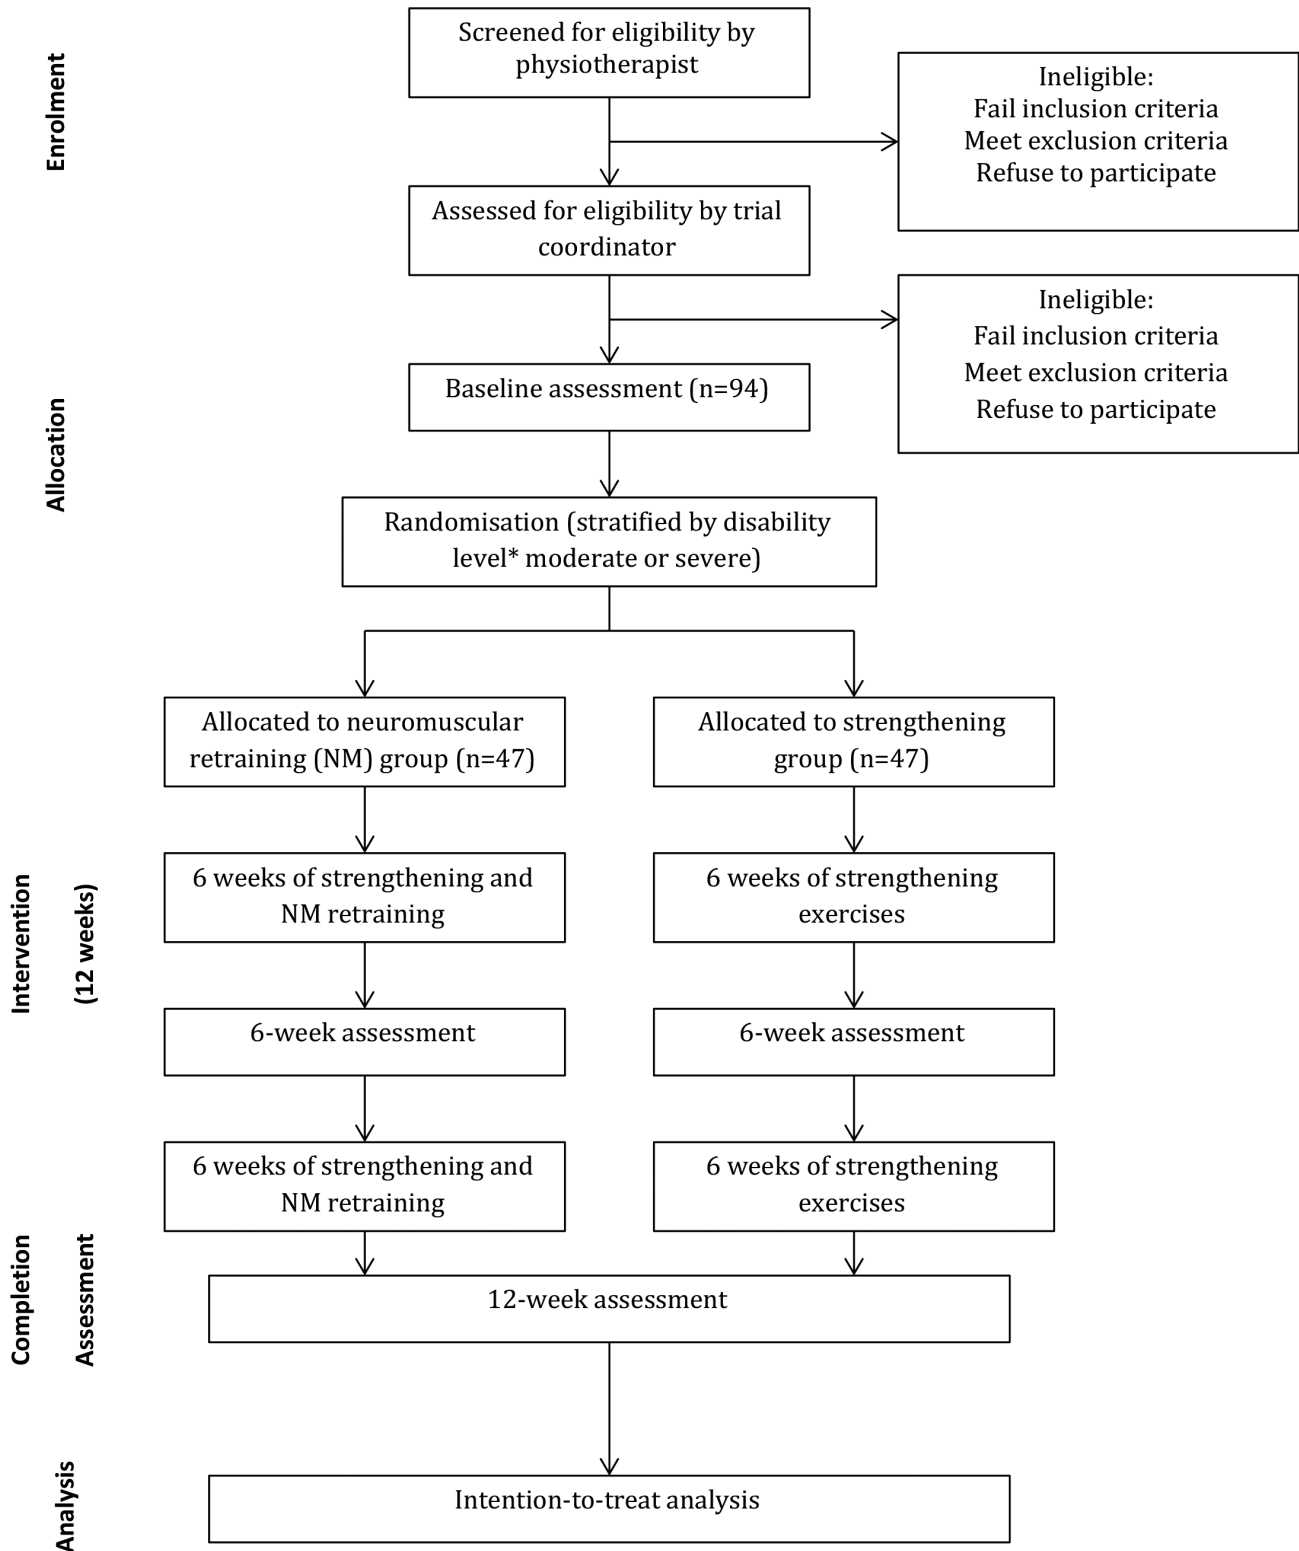 Enrolment
Screened for eligibility by
physiotherapist
Ineligible:
Fail inclusion criteria
Meet exclusion criteria
Refuse to participate
Assessed for eligibility by trial
coordinator
Ineligible:
Fail inclusion criteria
Meet exclusion criteria
Refuse to participate
Allocation
Baseline assessment (n=94)
Randomisation (stratified by disability
level* moderate or severe)
Allocated to neuromuscular
retraining (NM) group (n=47)
Allocated to strengthening
group (n=47)
Intervention
(12 weeks)
6 weeks of strengthening and
NM retraining
6 weeks of strengthening
exercises
6-week assessment
6-week assessment
6 weeks of strengthening and
NM retraining
6 weeks of strengthening
exercises
Completion
Assessment
12-week assessment
Analysis
Intention-to-treat analysis